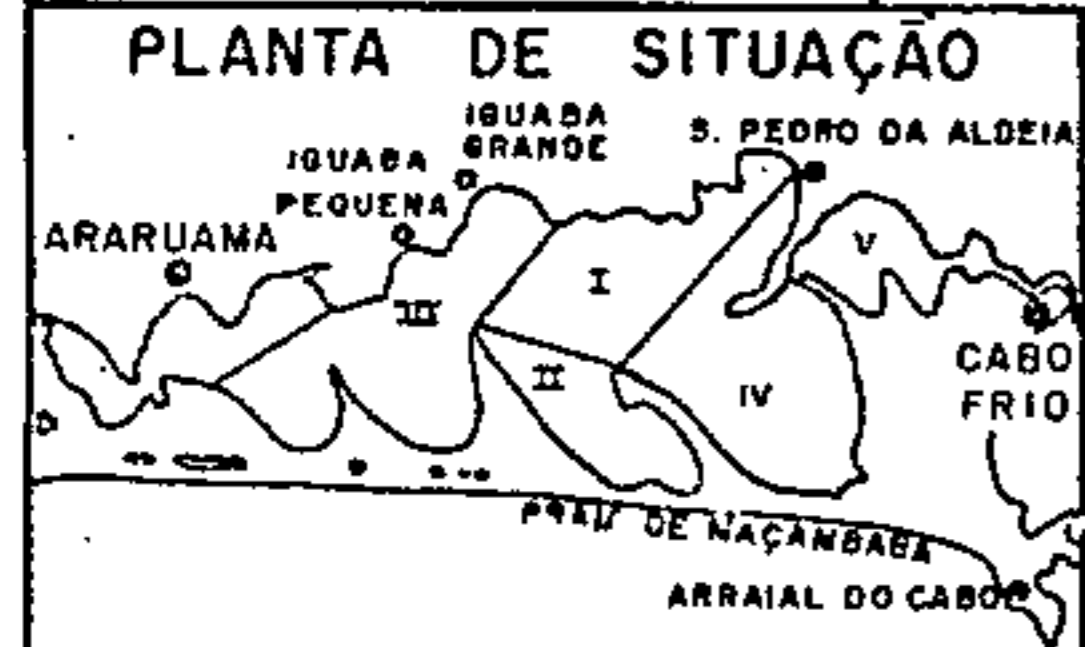 PLANTA DE SITUAÇÃO
IGUABA
GRANDE
S. PEDRO DA ALDEIA
IGUABA
PEQUENA
ARARUAMA
V
I
III
II
IV
CABO
FRIO
PRAIA DE MAÇAMBABA
ARRAIAL DO CABO